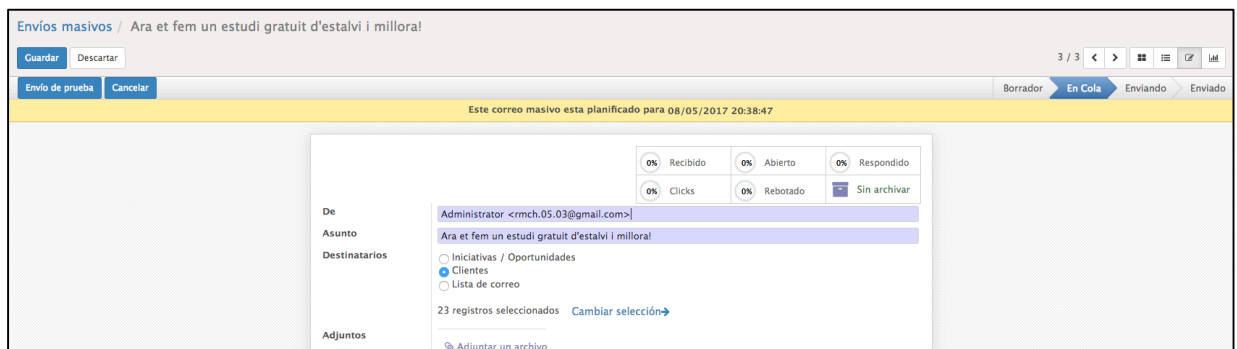 Envíos masivos / Ara et fem un estudi gratuit d'estalvi i millora!
Guardar Descartar 3 / 3
Envío de prueba Cancelar Borrador En Cola Enviando Enviado
Este correo masivo esta planificado para 08/05/2017 20:38:47
0% Recibido 0% Abierto 0% Respondido
0% Clicks 0% Rebotado Sin archivar
De Administrator <rmch.05.03@gmail.com>
Asunto Ara et fem un estudi gratuit d'estalvi i millora!
Destinatarios Iniciativas / Oportunidades
Clientes
Lista de correo
23 registros seleccionados Cambiar selección
Adjuntos
Adjuntar un archivo